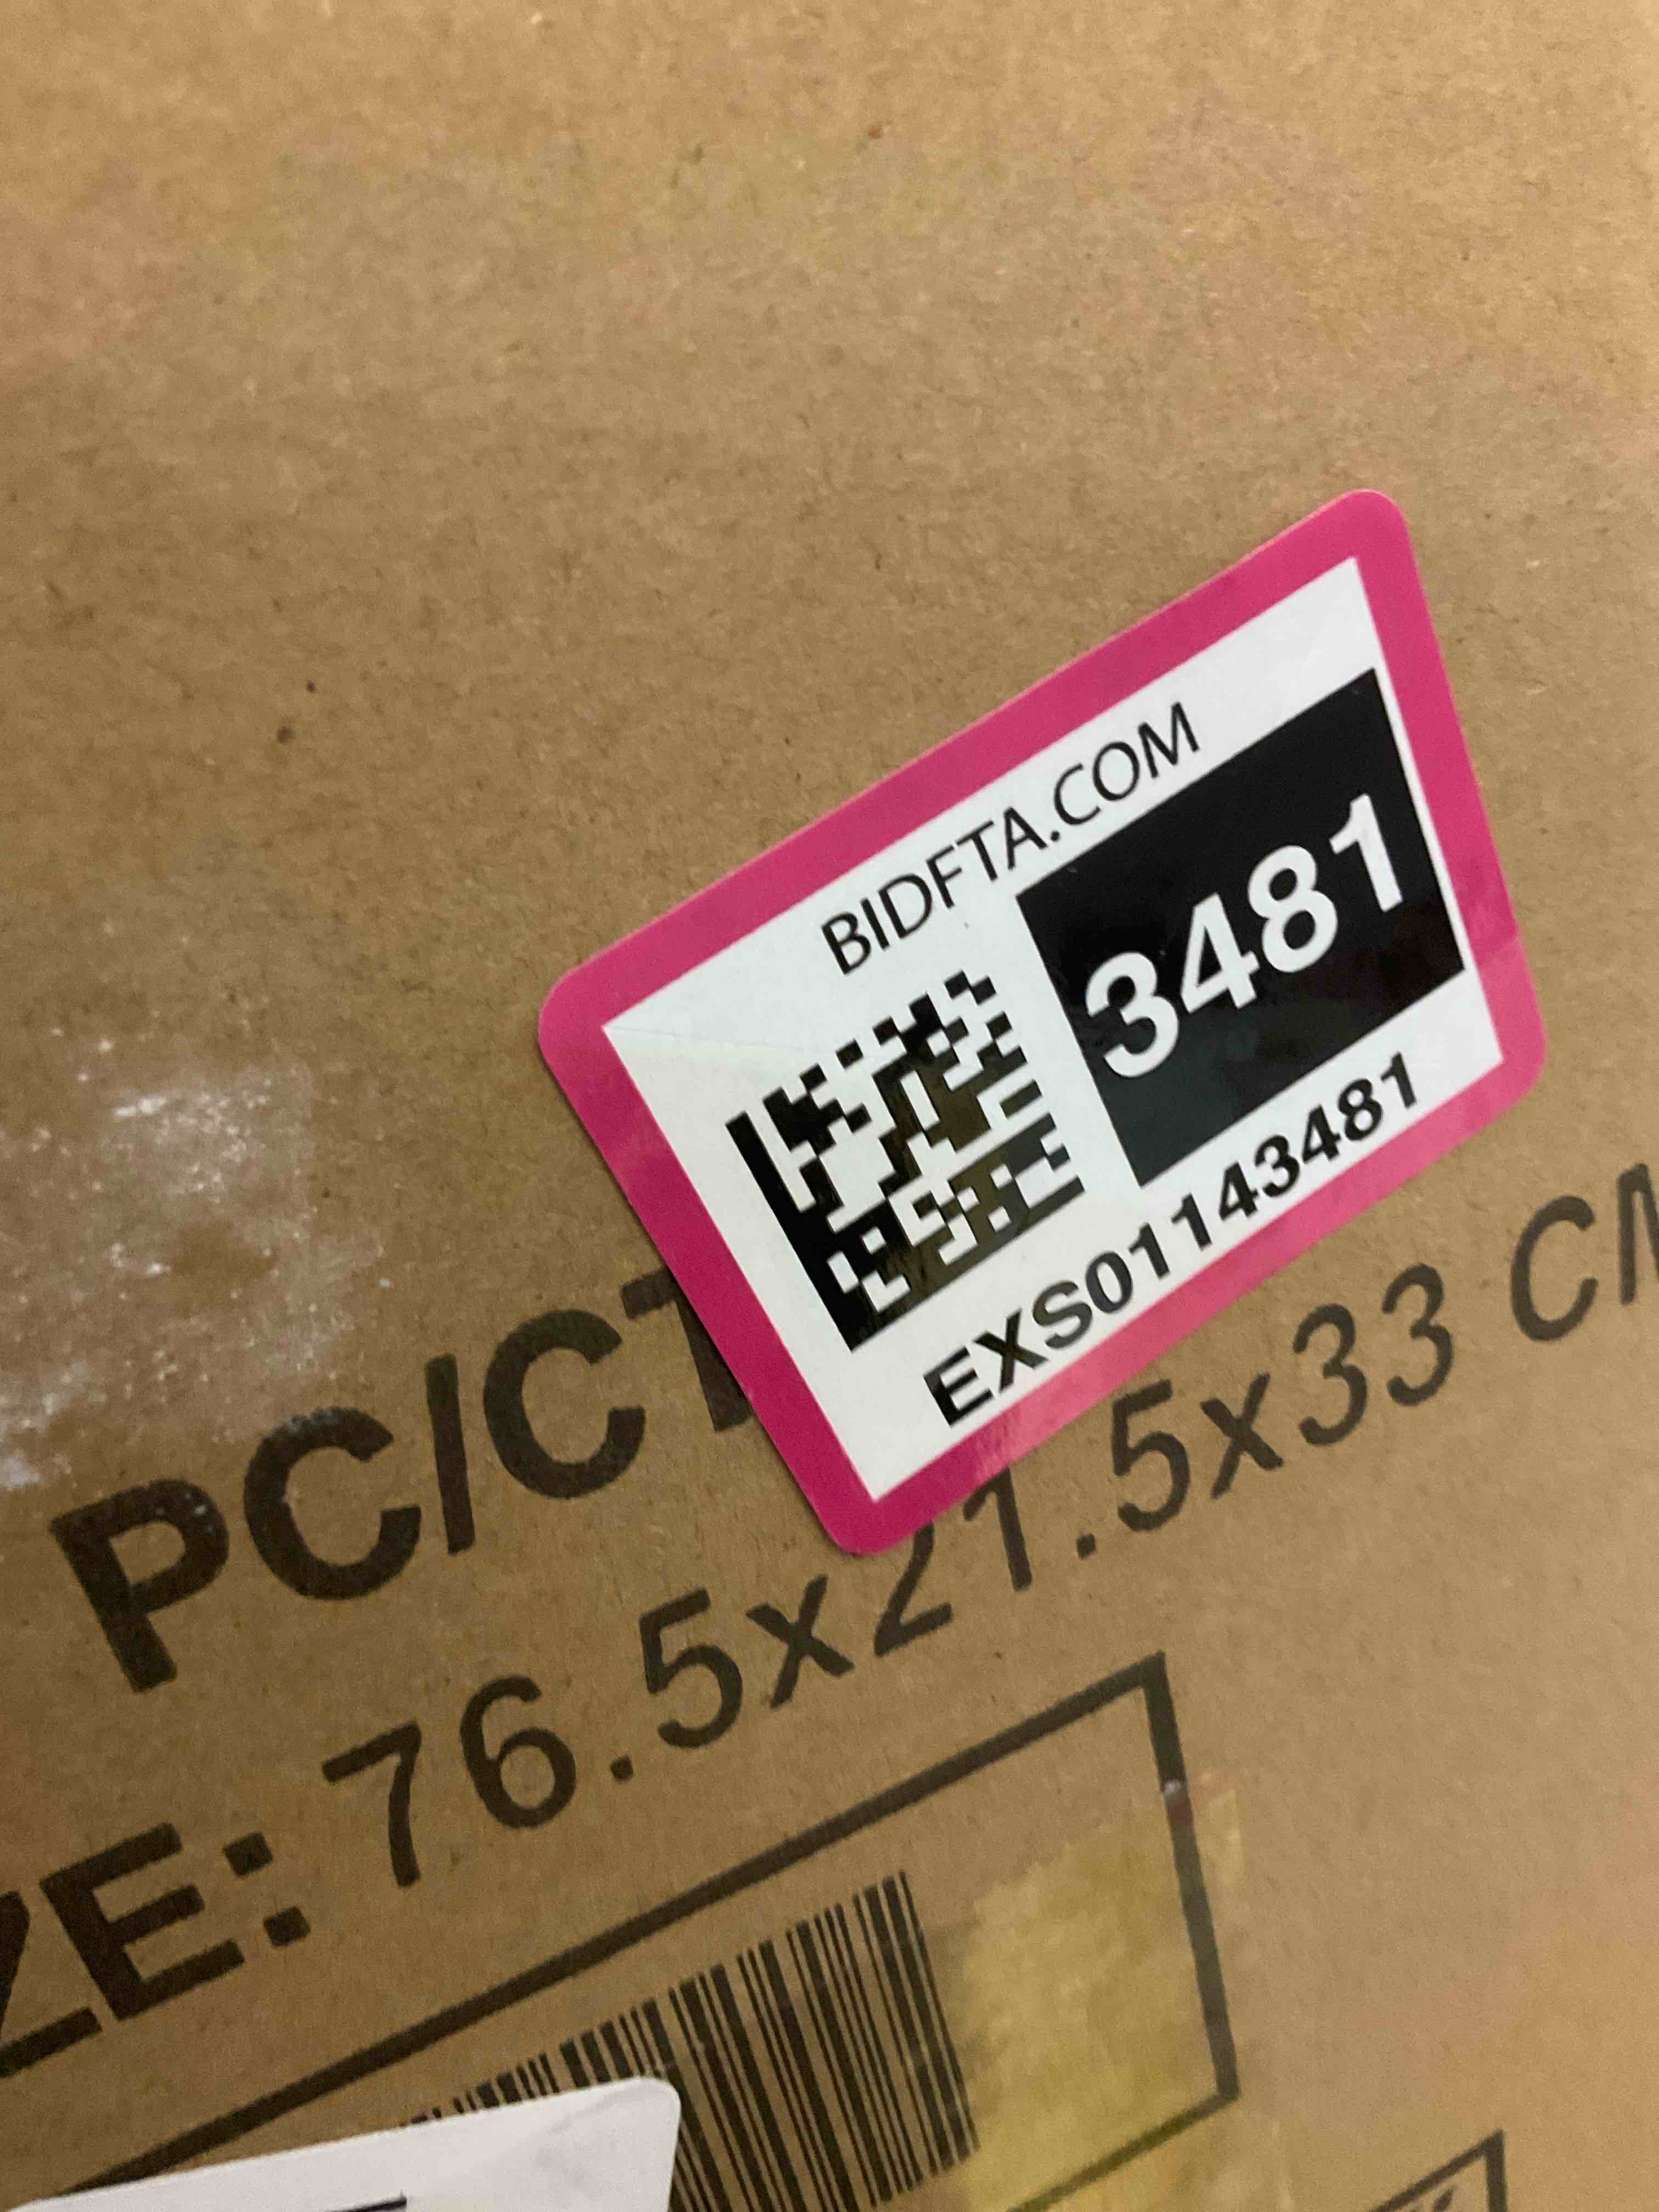 BIDFTA.COM
3481
EXS01143481
PC/CT
ZE: 76.5x21.5x33 CM